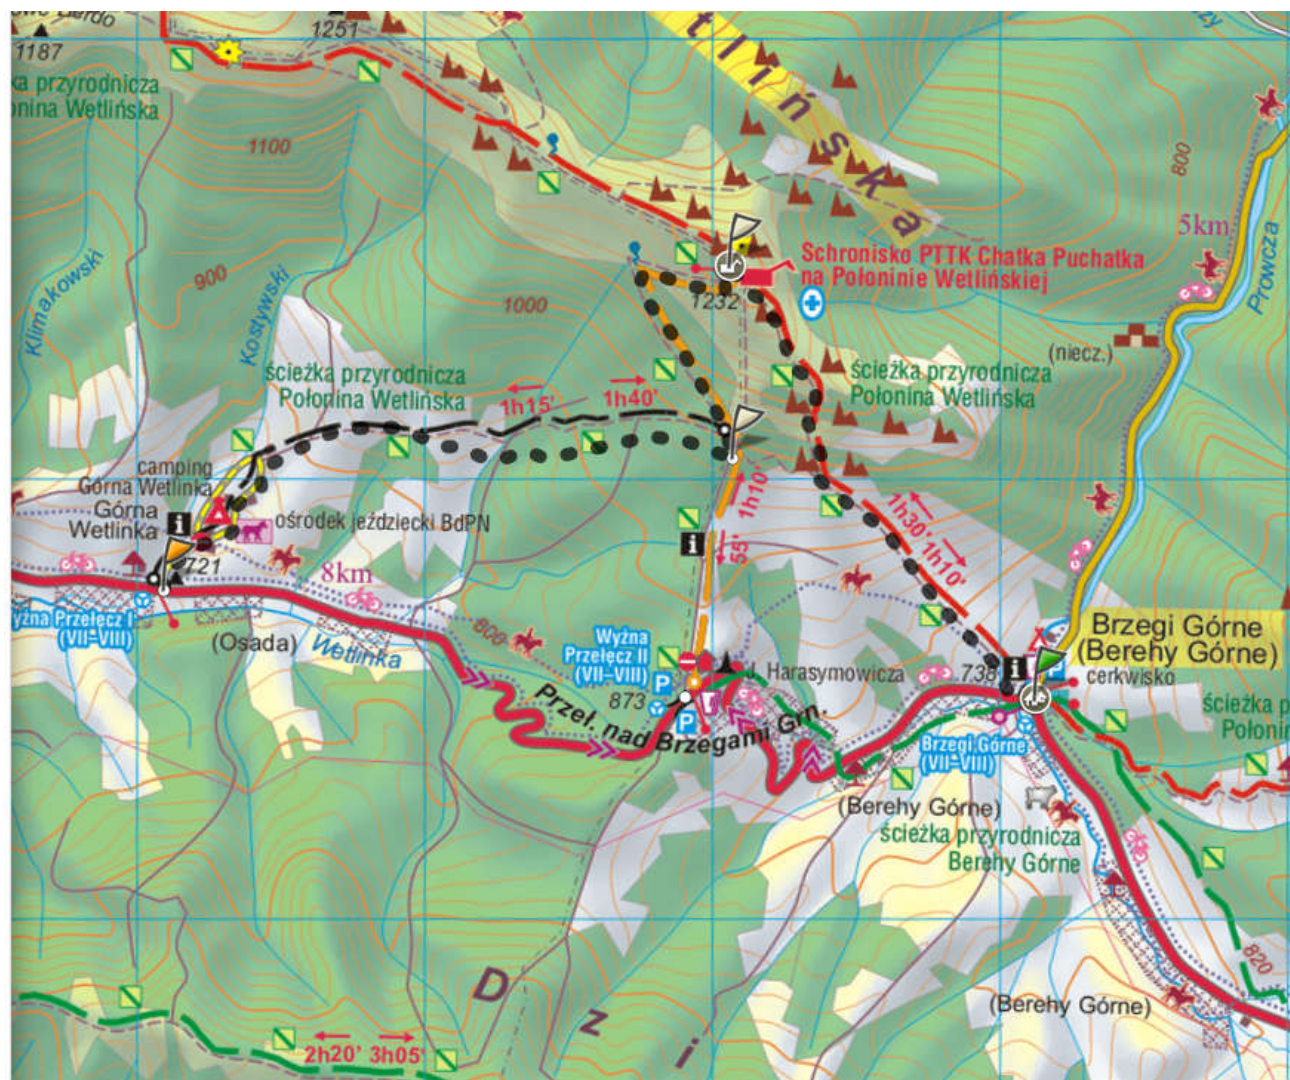 1251
1187
ka przyrodnicza
onina Wetlińska
1100
t l i ń s k a
800
5km
Prowcza
Schronisko PTTK Chatka Puchatka
na Połoninie Wetlińskiej
1232
Klimakowski
900
Kostywski
1000
(niecz.)
ścieżka przyrodnicza
Połonina Wetlińska
1h15'
1h40'
ścieżka przyrodnicza
Połonina Wetlińska
camping
Górna Wetlinka
Górna
Wetlinka
i
ośrodek jeździecki BdPN
1h10'
55'
i
1h30'
1h10'
721
8km
yżna Przełęcz I
(VII-VIII)
(Osada)
Wetlinka
800
Wyżna
Przełęcz II
(VII-VIII)
P
873
P
J. Harasymowicza
738
i
Brzegi Górne
(Berehy Górne)
cerkwisko
Przeł. nad Brzegami Grn.
Brzegi Górne
(VII-VIII)
ścieżka p
Połonin
(Berehy Górne)
ścieżka przyrodnicza
Berehy Górne
D z i
(Berehy Górne)
820
2h20'
3h05'